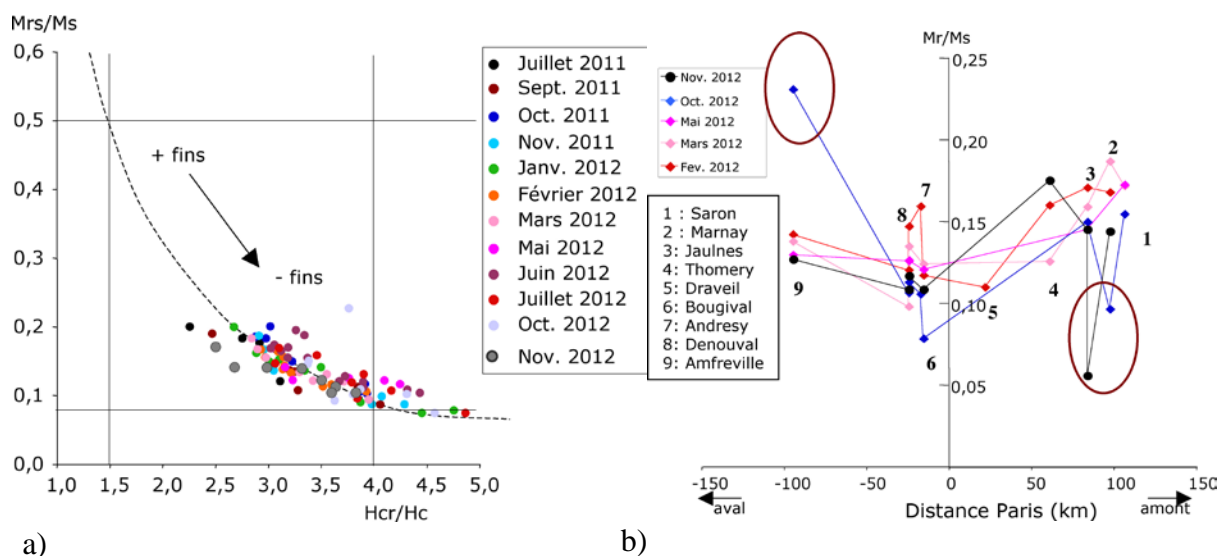 Mrs/Ms
0,6
0,5
0,4
0,3
0,2
0,1
0
1,0 1,5 2,0 2,5 3,0 3,5 4,0 4,5 5,0
Hcr/Hc
+ fins
- fins
Juillet 2011
Sept. 2011
Oct. 2011
Nov. 2011
Janv. 2012
Février 2012
Mars 2012
Mai 2012
Juin 2012
Juillet 2012
Oct. 2012
Nov. 2012
a)
Mr/Ms
0,25
0,20
0,15
0,10
0,05
Nov. 2012
Oct. 2012
Mai 2012
Mars 2012
Fev. 2012
1 : Saron
2 : Marnay
3: Jaulnes
4: Thomery
5: Draveil
6: Bougival
7: Andresy
8: Denouval
9: Amfreville
9
8
7
6
5
4
3
2
1
-150 -100 -50 0 50 100 150
aval
Distance Paris (km)
amont
b)